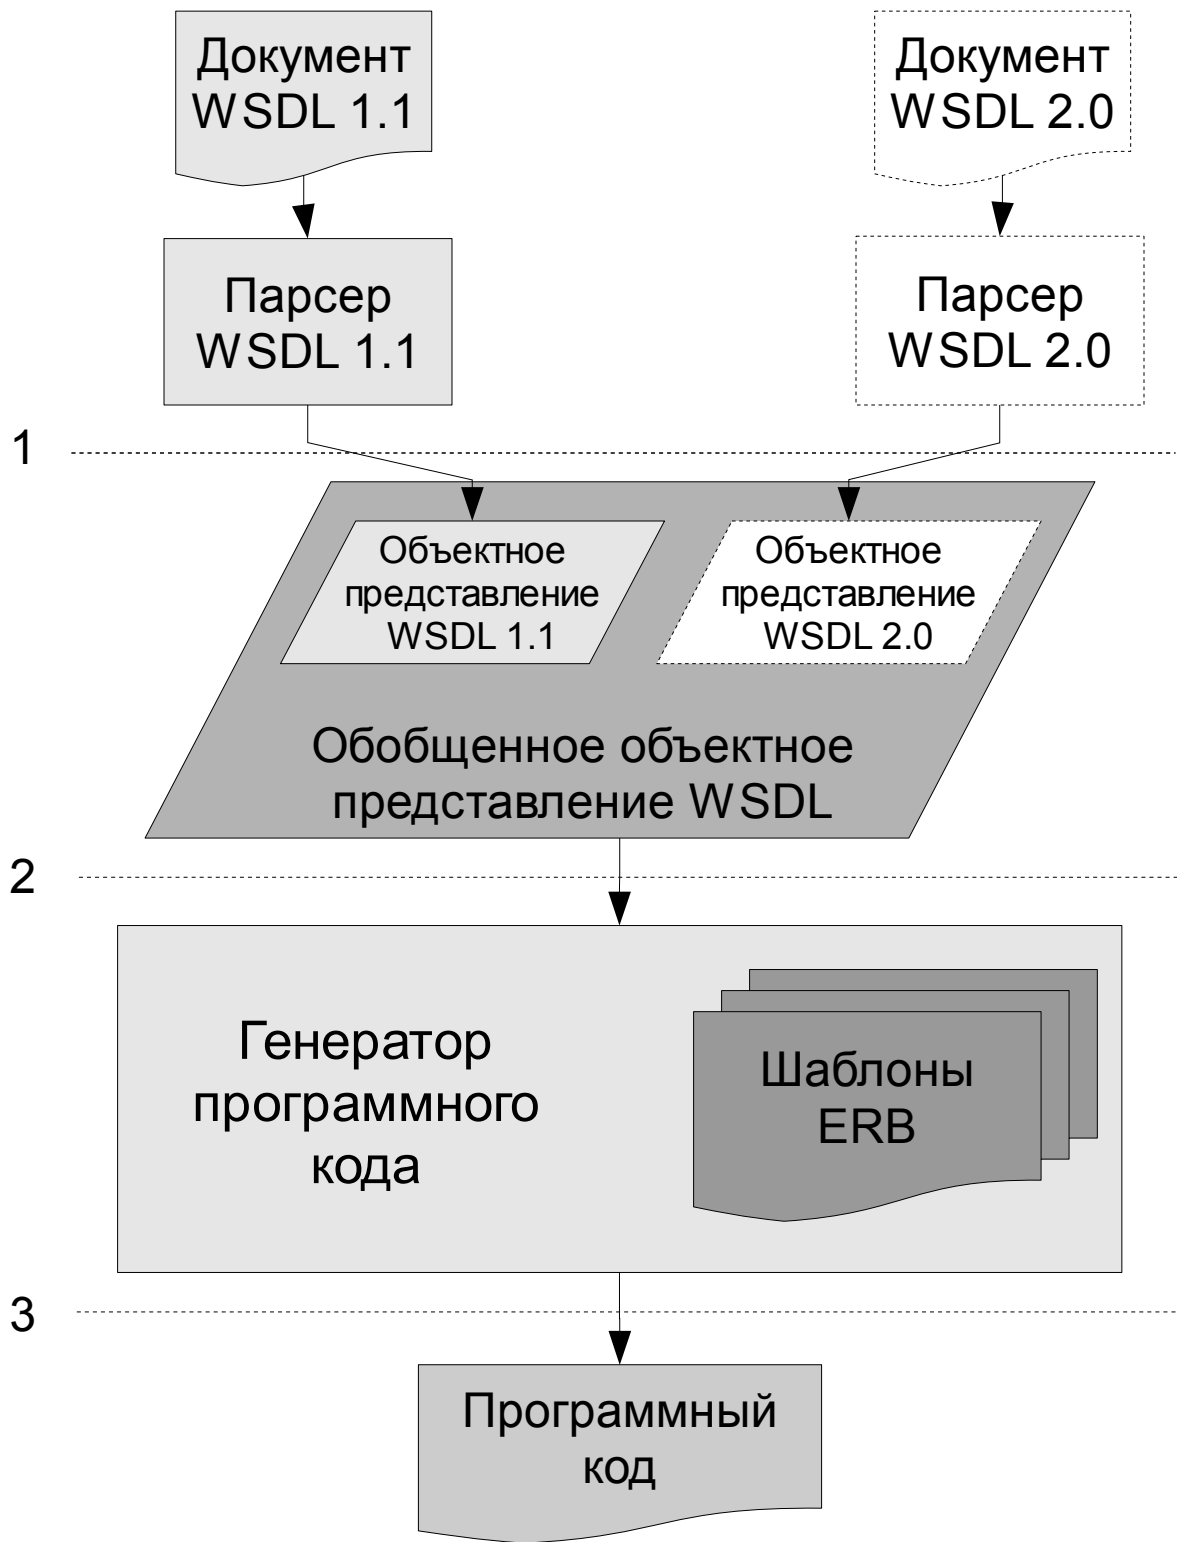 Документ
WSDL 1.1
Документ
WSDL 2.0
Парсер
WSDL 1.1
Парсер
WSDL 2.0
1
Объектное
представление
WSDL 1.1
Объектное
представление
WSDL 2.0
Обобщенное объектное
представление WSDL
2
Генератор
программного
кода
Шаблоны
ERB
3
Программный
код